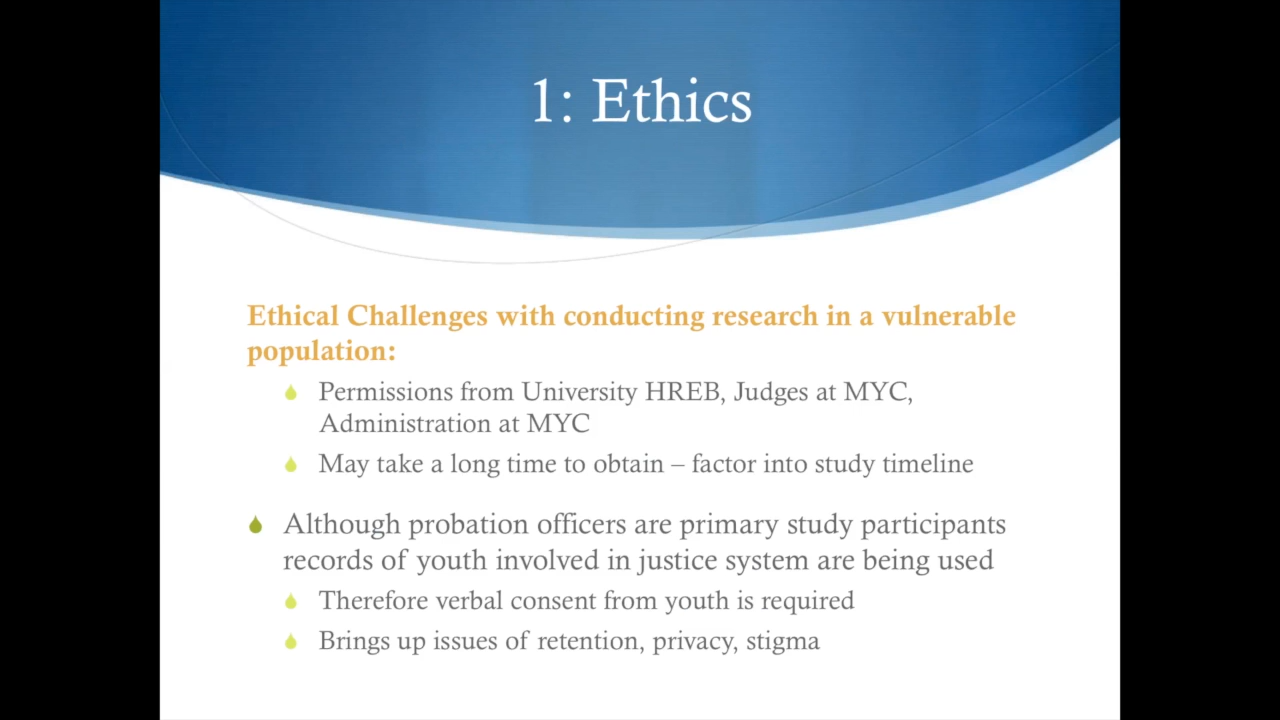 1: Ethics
Ethical Challenges with conducting research in a vulnerable
population:
Permissions from University HREB, Judges at MYC,
Administration at MYC
May take a long time to obtain – factor into study timeline
Although probation officers are primary study participants
records of youth involved in justice system are being used
Therefore verbal consent from youth is required
Brings up issues of retention, privacy, stigma